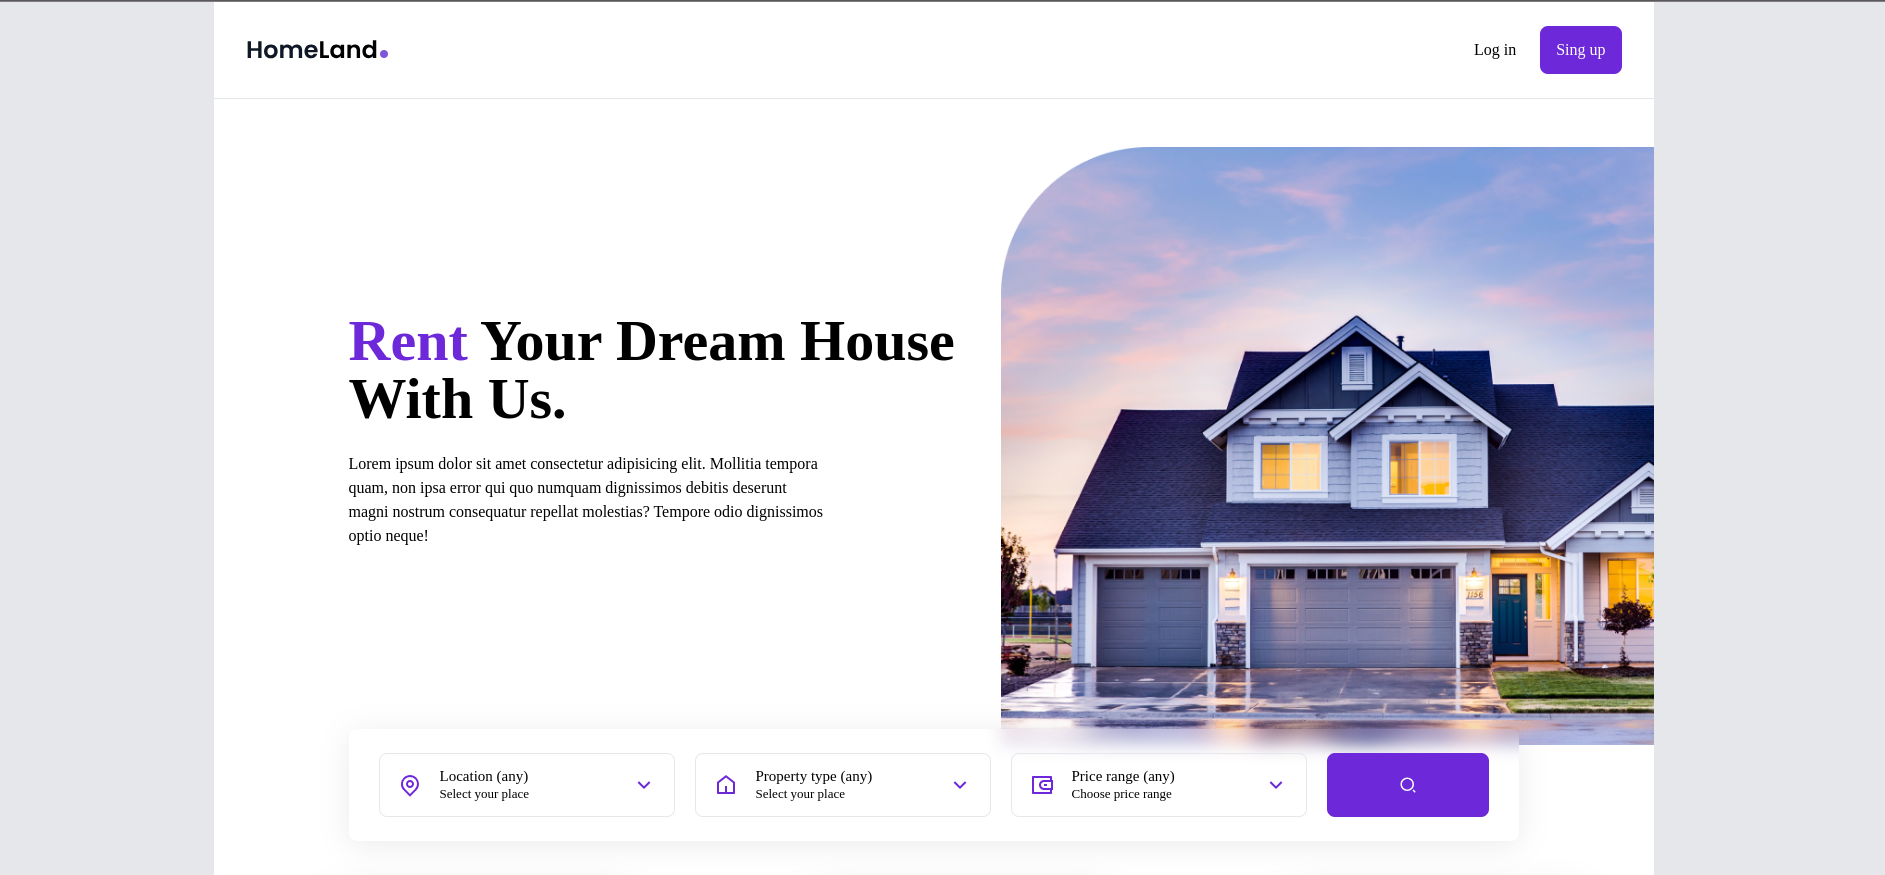 HomeLand
Log in
Sing up
Rent Your Dream House
With Us.
Lorem ipsum dolor sit amet consectetur adipisicing elit. Mollitia tempora
quam, non ipsa error qui quo numquam dignissimos debitis deserunt
magni nostrum consequatur repellat molestias? Tempore odio dignissimos
optio neque!
1156
Location (any)
Select your place
Property type (any)
Select your place
Price range (any)
Choose price range